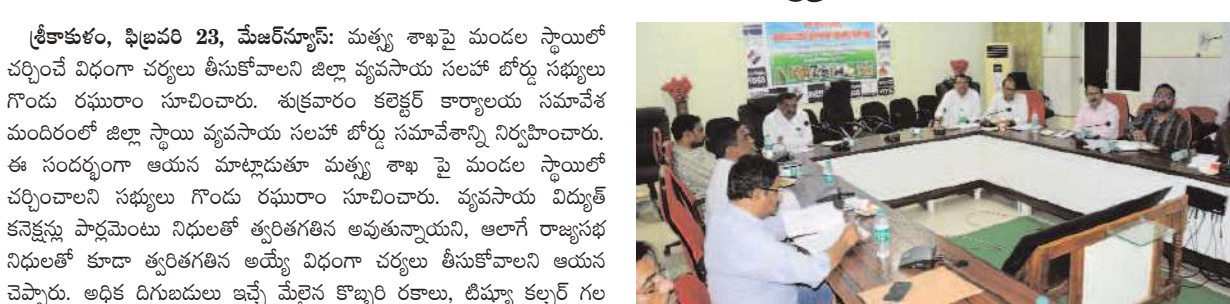 శ్రీకాకుళం, ఫిబ్రవరి 23, మేజర్‌న్యూస్: మత్స్య శాఖపై మండల స్థాయిలో
చర్చించే విధంగా చర్యలు తీసుకోవాలని జిల్లా వ్యవసాయ సలహా బోర్డు సభ్యులు
గొండు రఘురాం సూచించారు. శుక్రవారం కలెక్టర్ కార్యాలయ సమావేశ
మందిరంలో జిల్లా స్థాయి వ్యవసాయ సలహా బోర్డు సమావేశాన్ని నిర్వహించారు.
ఈ సందర్భంగా ఆయన మాట్లాడుతూ మత్స్య శాఖ పై మండల స్థాయిలో
చర్చించాలని సభ్యులు గొండు రఘురాం సూచించారు. వ్యవసాయ విద్యుత్
కనెక్షన్లు పార్లమెంటు నిధులతో త్వరితగతిన అవుతున్నాయని, ఆలాగే రాజ్యసభ
నిధులతో కూడా త్వరితగతిన అయ్యే విధంగా చర్యలు తీసుకోవాలని ఆయన
చెప్పారు. అధిక దిగుబడులు ఇచ్చే మేలైన కొబ్బరి రకాలు, టిష్యూ కల్చర్ గల